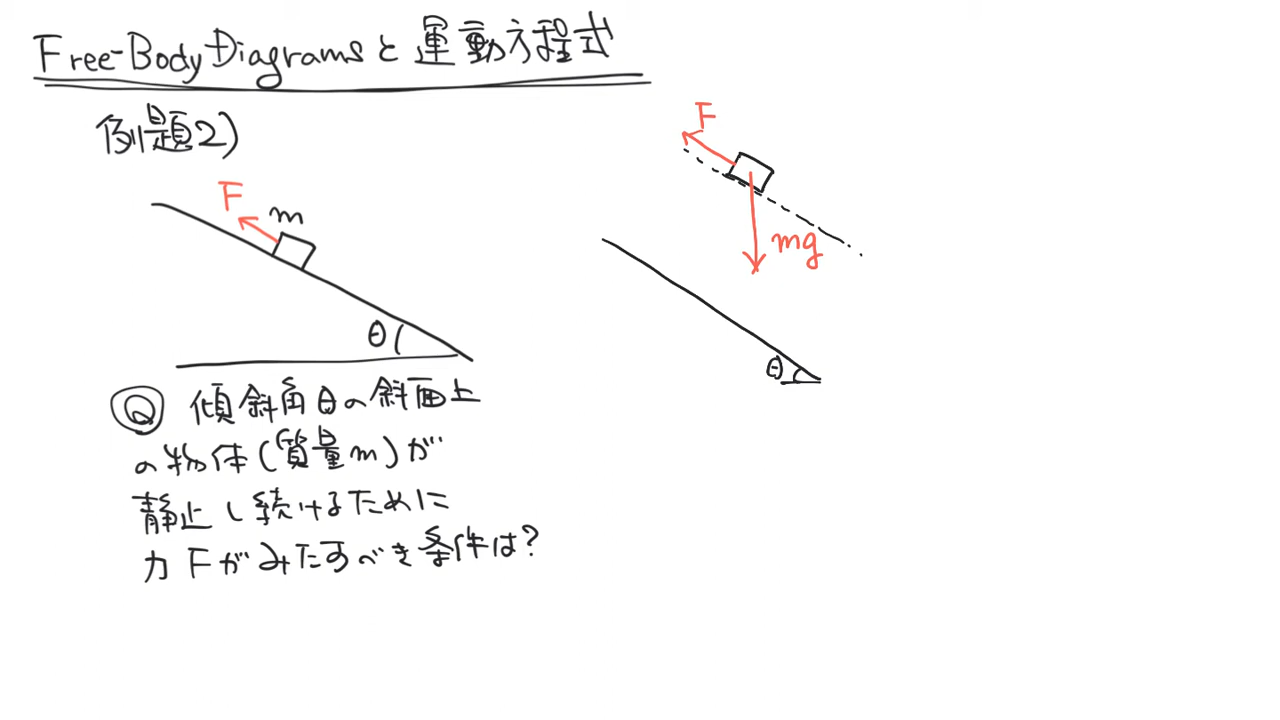 Free-Body Diagramsと運動方程式
例題2)
F
m
θ
Q 傾斜角θの斜面上
の物体(質量m)が
静止し続けるために
力Fがみたすべき条件は?
F
mg
θ